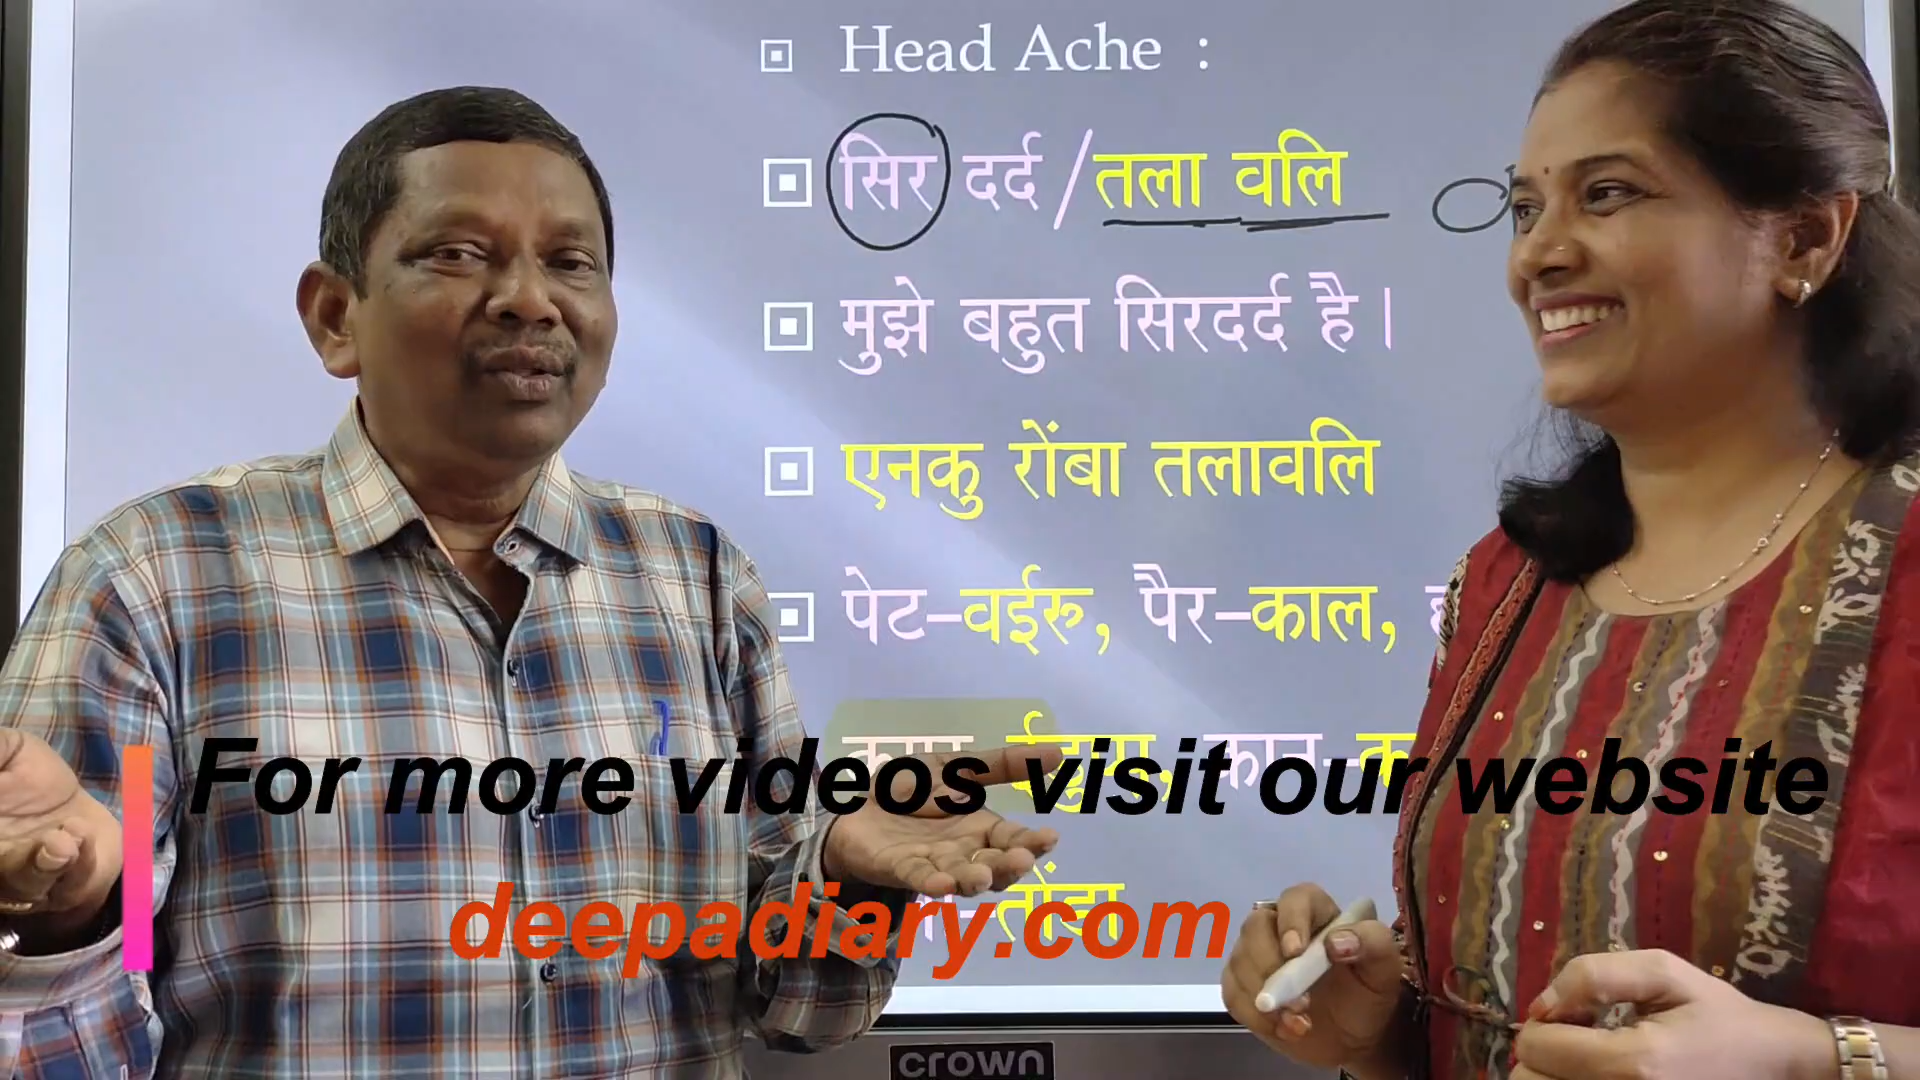 Head Ache :
सिर दर्द / तला वलि
मुझे बहुत सिरदर्द है ।
एनकु रोंबा तलावलि
पेट-वईरु, पैर-काल,
कान-
For more videos visit our website
तोंडा
deepadiary.com
crown